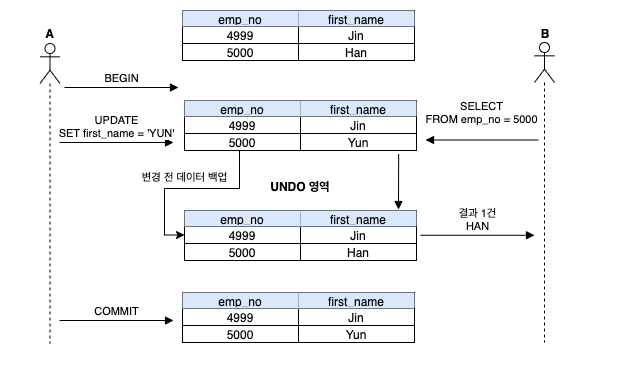 A
B
emp_no first_name
4999 Jin
5000 Han
BEGIN
UPDATE
SET first_name = 'YUN'
emp_no first_name
4999 Jin
5000 Yun
SELECT
FROM emp_no = 5000
변경 전 데이터 백업
UNDO 영역
emp_no first_name
4999 Jin
5000 Han
결과 1건
HAN
COMMIT
emp_no first_name
4999 Jin
5000 Yun